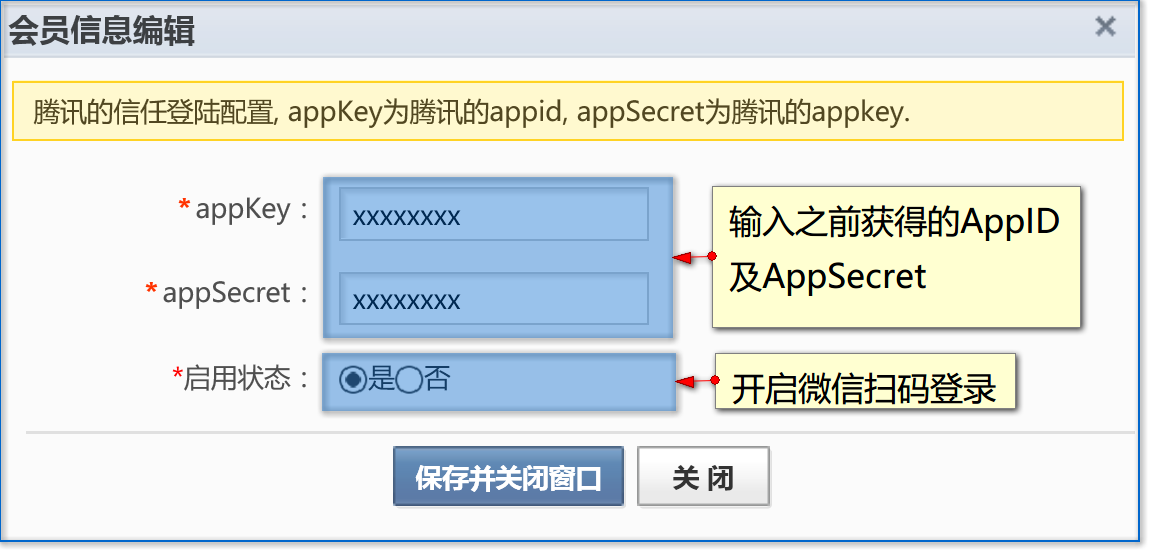 会员信息编辑
腾讯的信任登陆配置, appKey为腾讯的appid, appSecret为腾讯的appkey.
*appKey：
xxxxxxxx
输入之前获得的AppID
及AppSecret
*appSecret：
xxxxxxxx
*启用状态：
是 否
开启微信扫码登录
保存并关闭窗口
关 闭